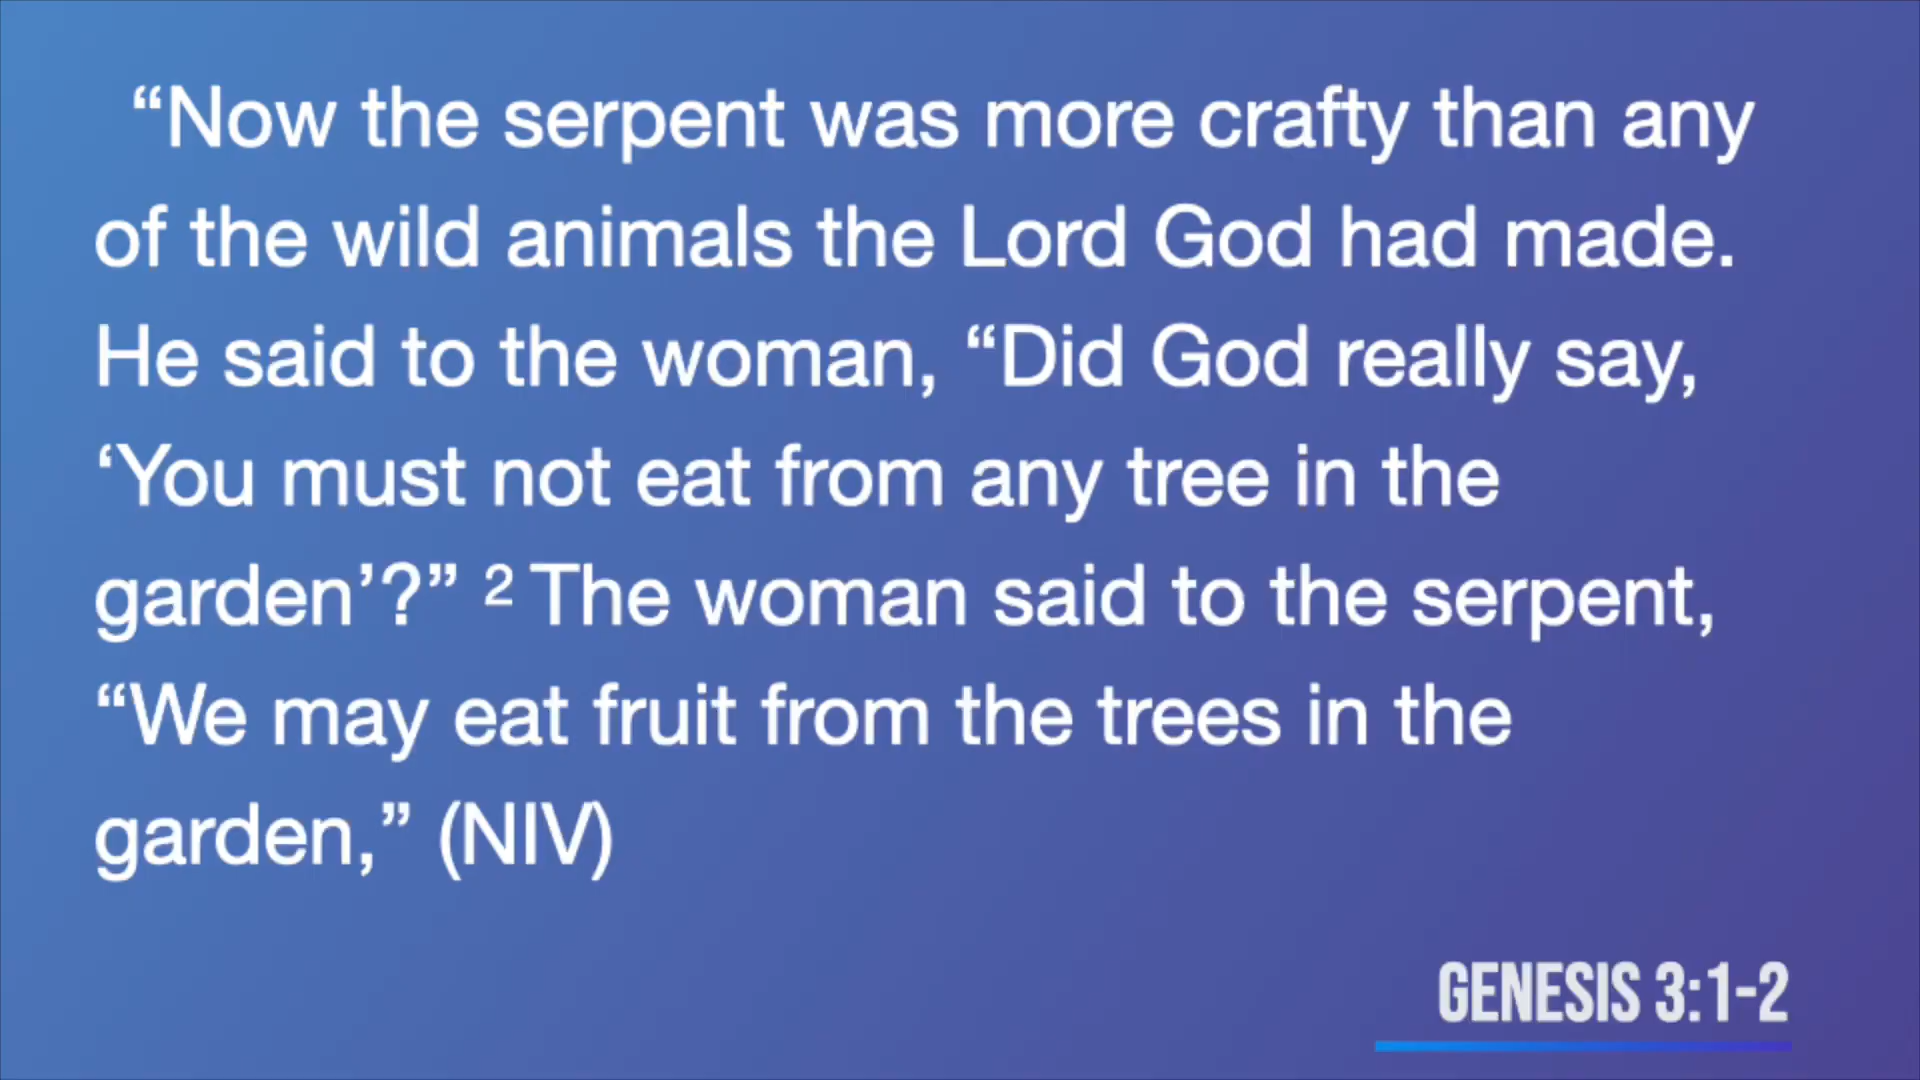 “Now the serpent was more crafty than any
of the wild animals the Lord God had made.
He said to the woman, “Did God really say,
‘You must not eat from any tree in the
garden’?” ² The woman said to the serpent,
“We may eat fruit from the trees in the
garden,” (NIV)
GENESIS 3:1-2